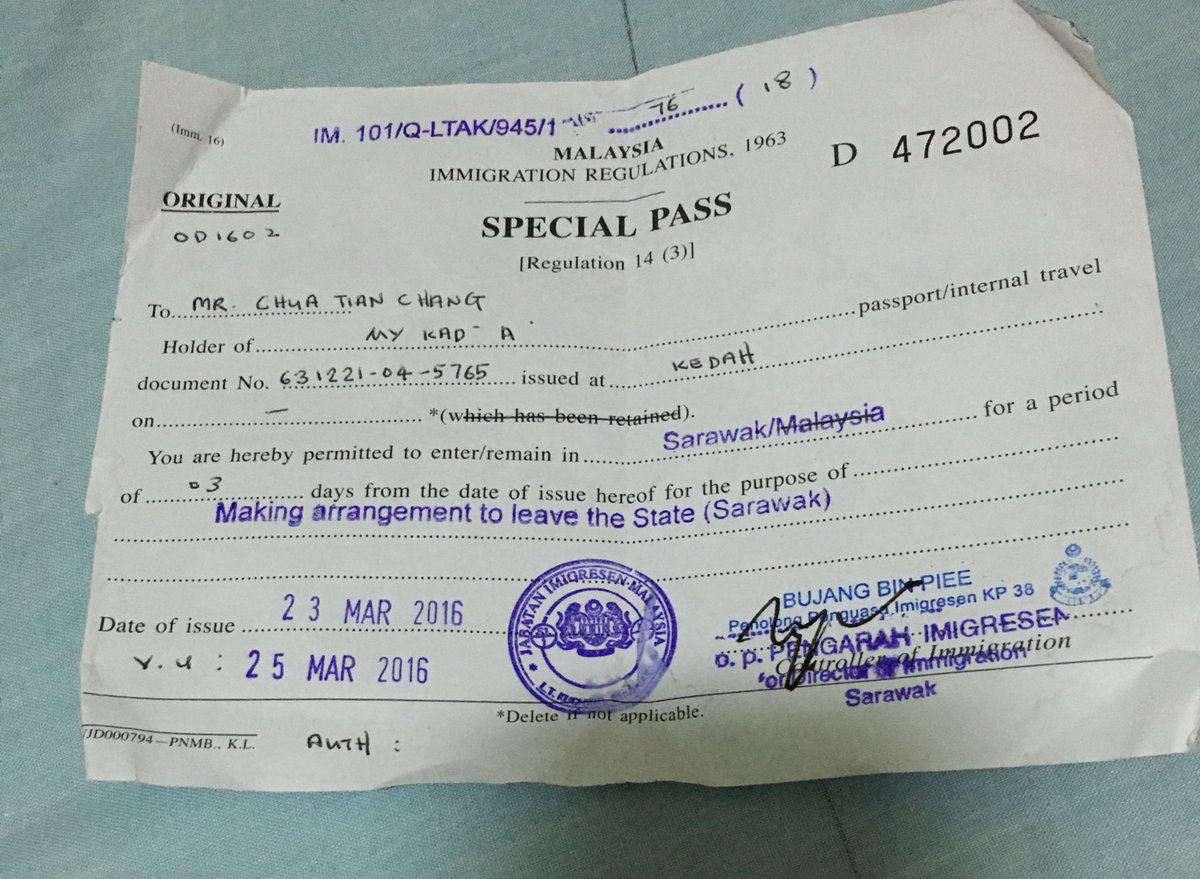 (Imm. 16)
IM. 101/Q-LTAK/945/1 76 ( 18 )
MALAYSIA
IMMIGRATION REGULATIONS, 1963
D 472002
ORIGINAL
OD1602
SPECIAL PASS
[Regulation 14 (3)]
To MR. CHUA TIAN CHANG
Holder of MY KAD A passport/internal travel
document No. 631221-04-5765 issued at KEDAH
on — *(which has been retained).
You are hereby permitted to enter/remain in Sarawak/Malaysia for a period
of 03 days from the date of issue hereof for the purpose of
Making arrangement to leave the State (Sarawak)
Date of issue 23 MAR 2016
V.U : 25 MAR 2016
JABATAN IMIGRESEN MALAYSIA
BUJANG BIN PIEE
Penolong Penguasa Imigresen KP 38
b. p. PENGARAH IMIGRESEN
Controller of Immigration
for Director of Immigration
Sarawak
*Delete if not applicable.
JD000794—PNMB., K.L.
AUTH :